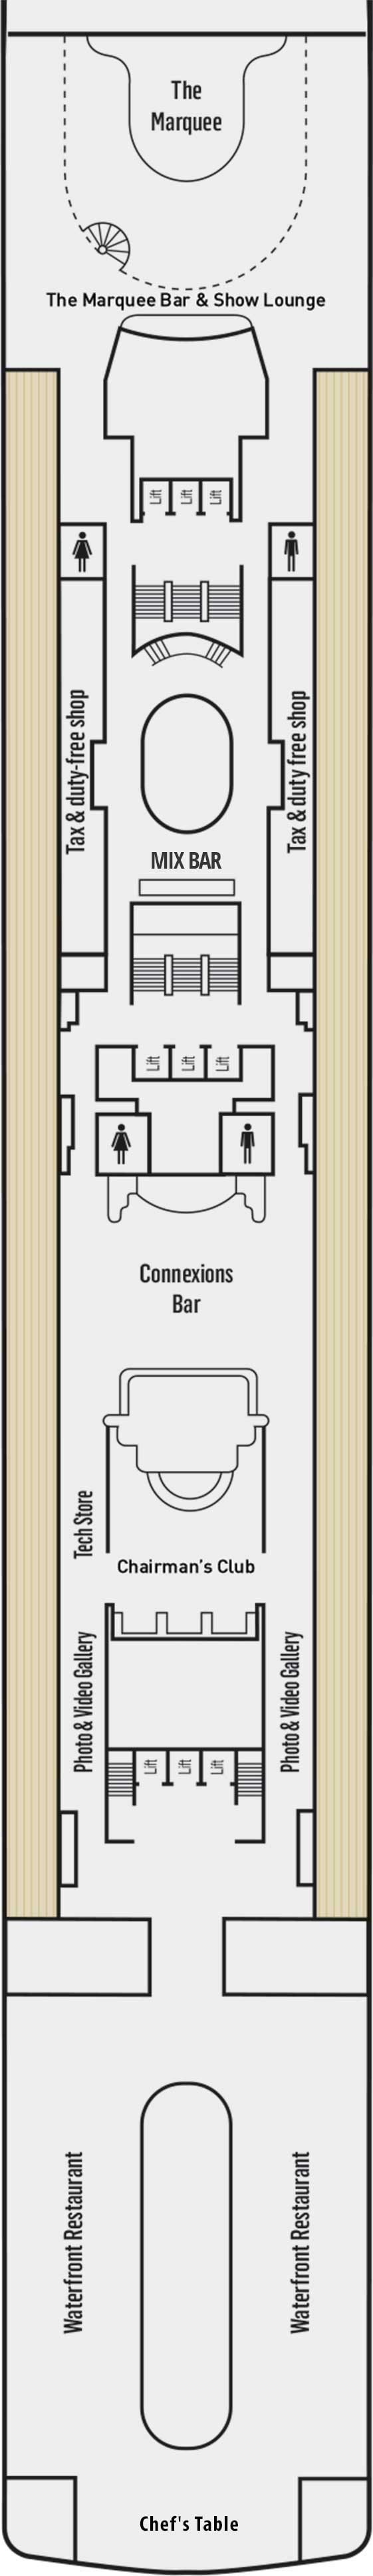 The
Marquee
The Marquee Bar & Show Lounge
Lift
Lift
Lift
Tax & duty-free shop
Tax & duty free shop
MIX BAR
Lift
Lift
Lift
Connexions
Bar
Tech Store
Chairman's Club
Photo & Video Gallery
Photo & Video Gallery
Lift
Lift
Lift
Waterfront Restaurant
Waterfront Restaurant
Chef's Table